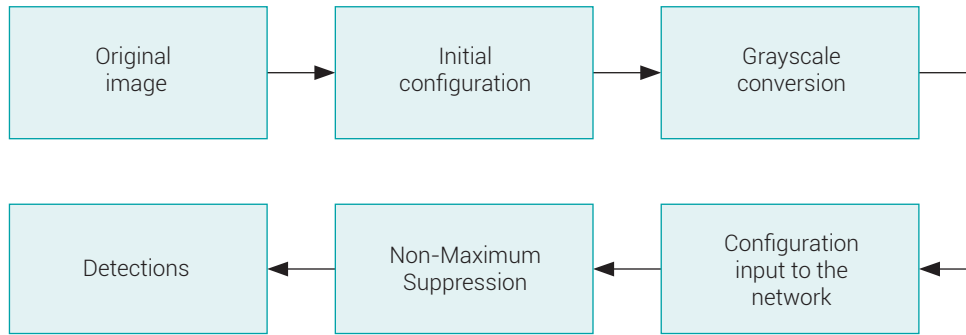 Original
image
Initial
configuration
Grayscale
conversion
Configuration
input to the
network
Non-Maximum
Suppression
Detections